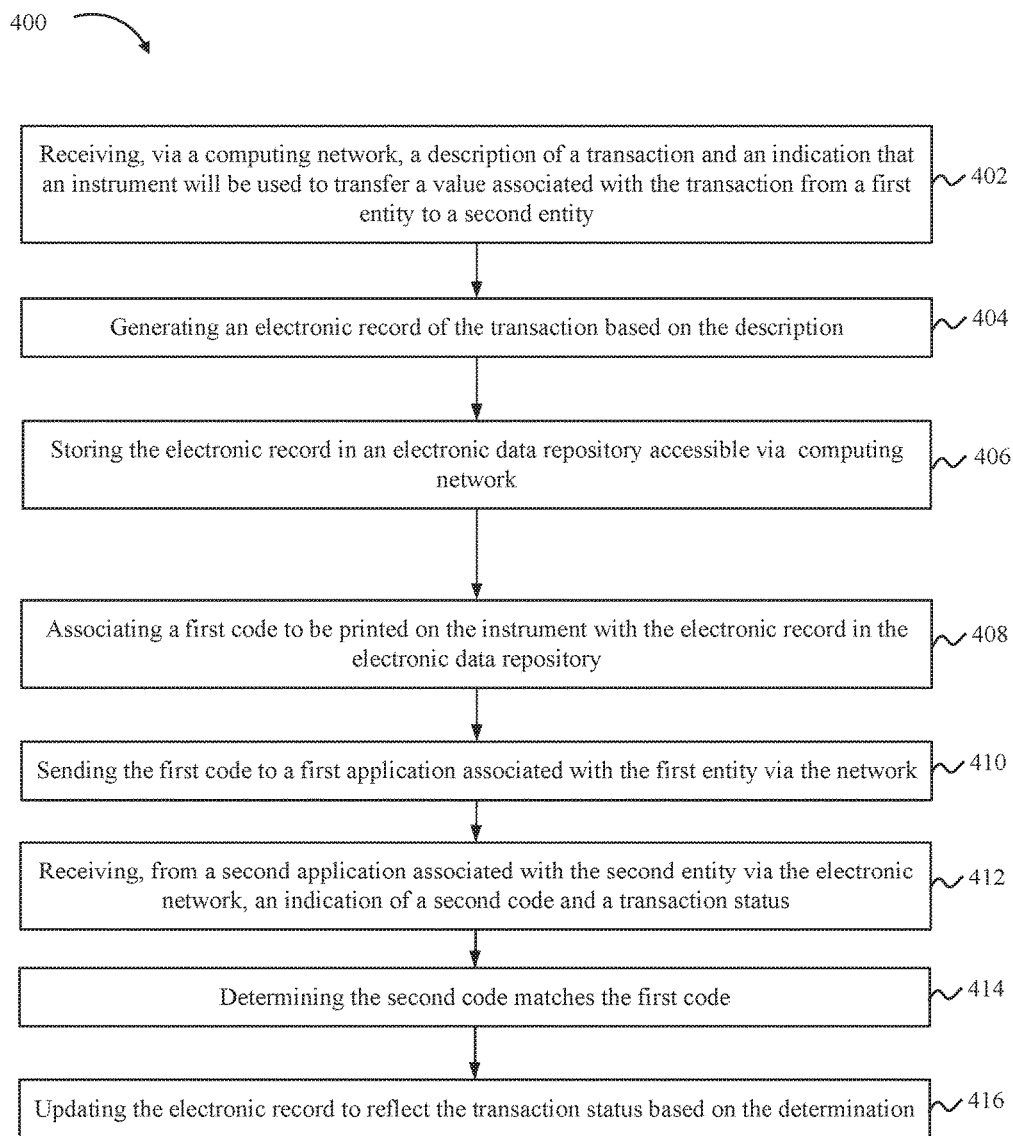 400
Receiving, via a computing network, a description of a transaction and an indication that
an instrument will be used to transfer a value associated with the transaction from a first
entity to a second entity
402
Generating an electronic record of the transaction based on the description
404
Storing the electronic record in an electronic data repository accessible via computing
network
406
Associating a first code to be printed on the instrument with the electronic record in the
electronic data repository
408
Sending the first code to a first application associated with the first entity via the network
410
Receiving, from a second application associated with the second entity via the electronic
network, an indication of a second code and a transaction status
412
Determining the second code matches the first code
414
Updating the electronic record to reflect the transaction status based on the determination
416